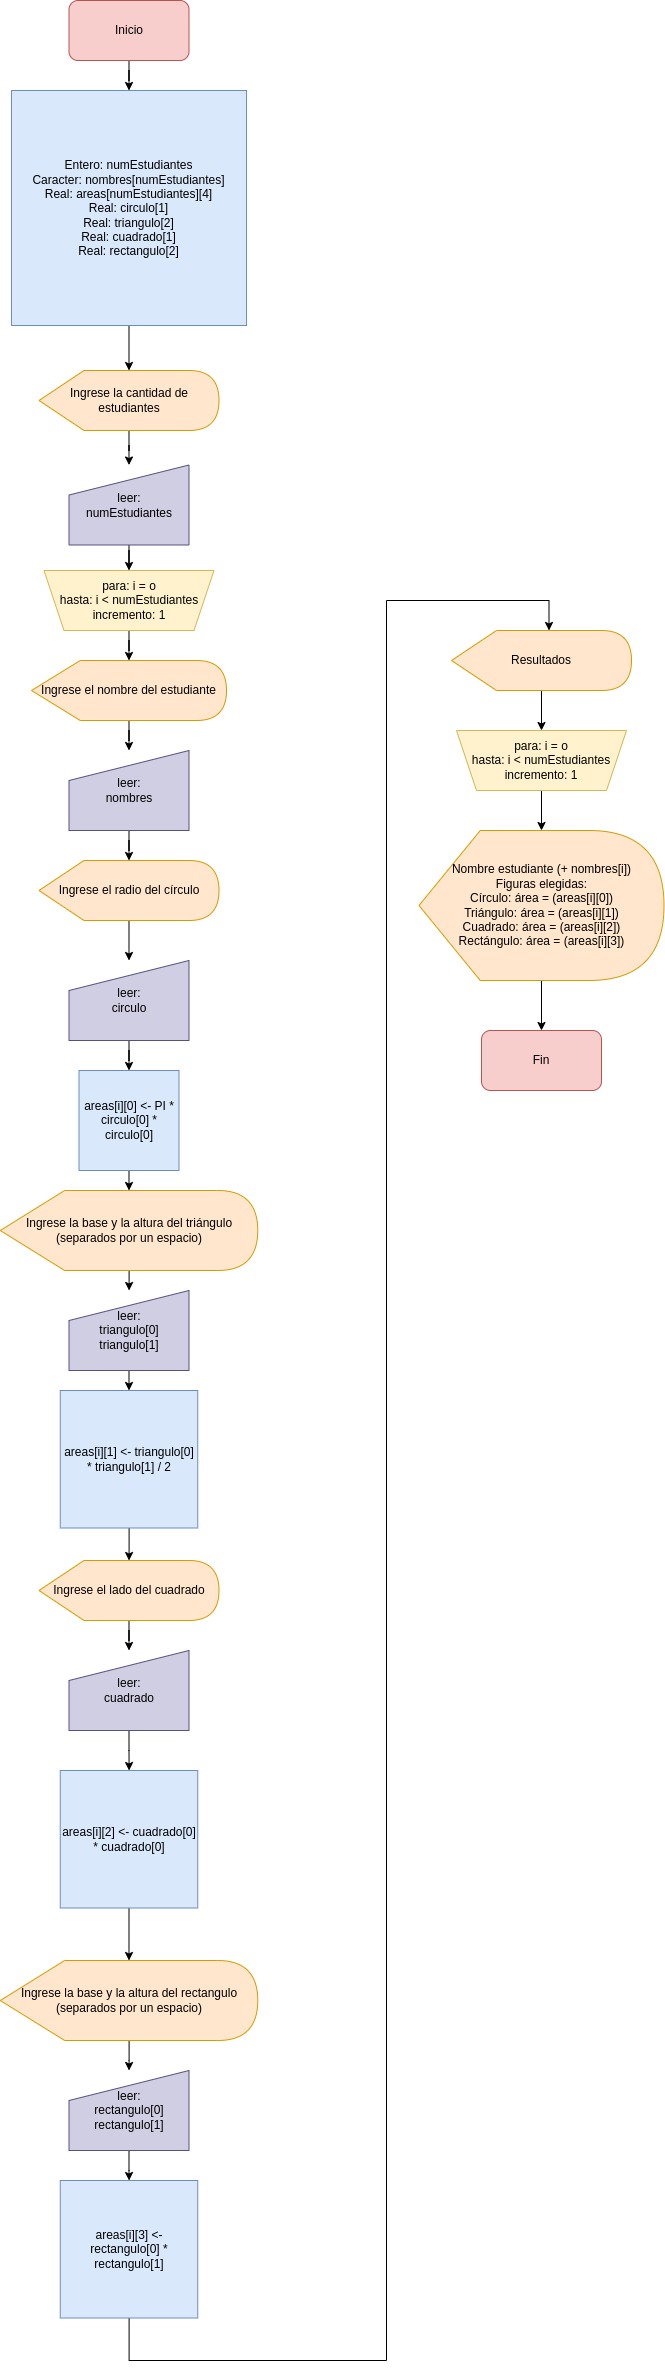 Inicio
Entero: numEstudiantes
Caracter: nombres[numEstudiantes]
Real: areas[numEstudiantes][4]
Real: circulo[1]
Real: triangulo[2]
Real: cuadrado[1]
Real: rectangulo[2]
Ingrese la cantidad de
estudiantes
leer:
numEstudiantes
para: i = o
hasta: i < numEstudiantes
incremento: 1
Ingrese el nombre del estudiante
leer:
nombres
Ingrese el radio del círculo
leer:
circulo
areas[i][0] <- PI *
circulo[0] *
circulo[0]
Ingrese la base y la altura del triángulo
(separados por un espacio)
leer:
triangulo[0]
triangulo[1]
areas[i][1] <- triangulo[0]
* triangulo[1] / 2
Ingrese el lado del cuadrado
leer:
cuadrado
areas[i][2] <- cuadrado[0]
* cuadrado[0]
Ingrese la base y la altura del rectangulo
(separados por un espacio)
leer:
rectangulo[0]
rectangulo[1]
areas[i][3] <-
rectangulo[0] *
rectangulo[1]
Resultados
para: i = o
hasta: i < numEstudiantes
incremento: 1
Nombre estudiante (+ nombres[i])
Figuras elegidas:
Círculo: área = (areas[i][0])
Triángulo: área = (areas[i][1])
Cuadrado: área = (areas[i][2])
Rectángulo: área = (areas[i][3])
Fin